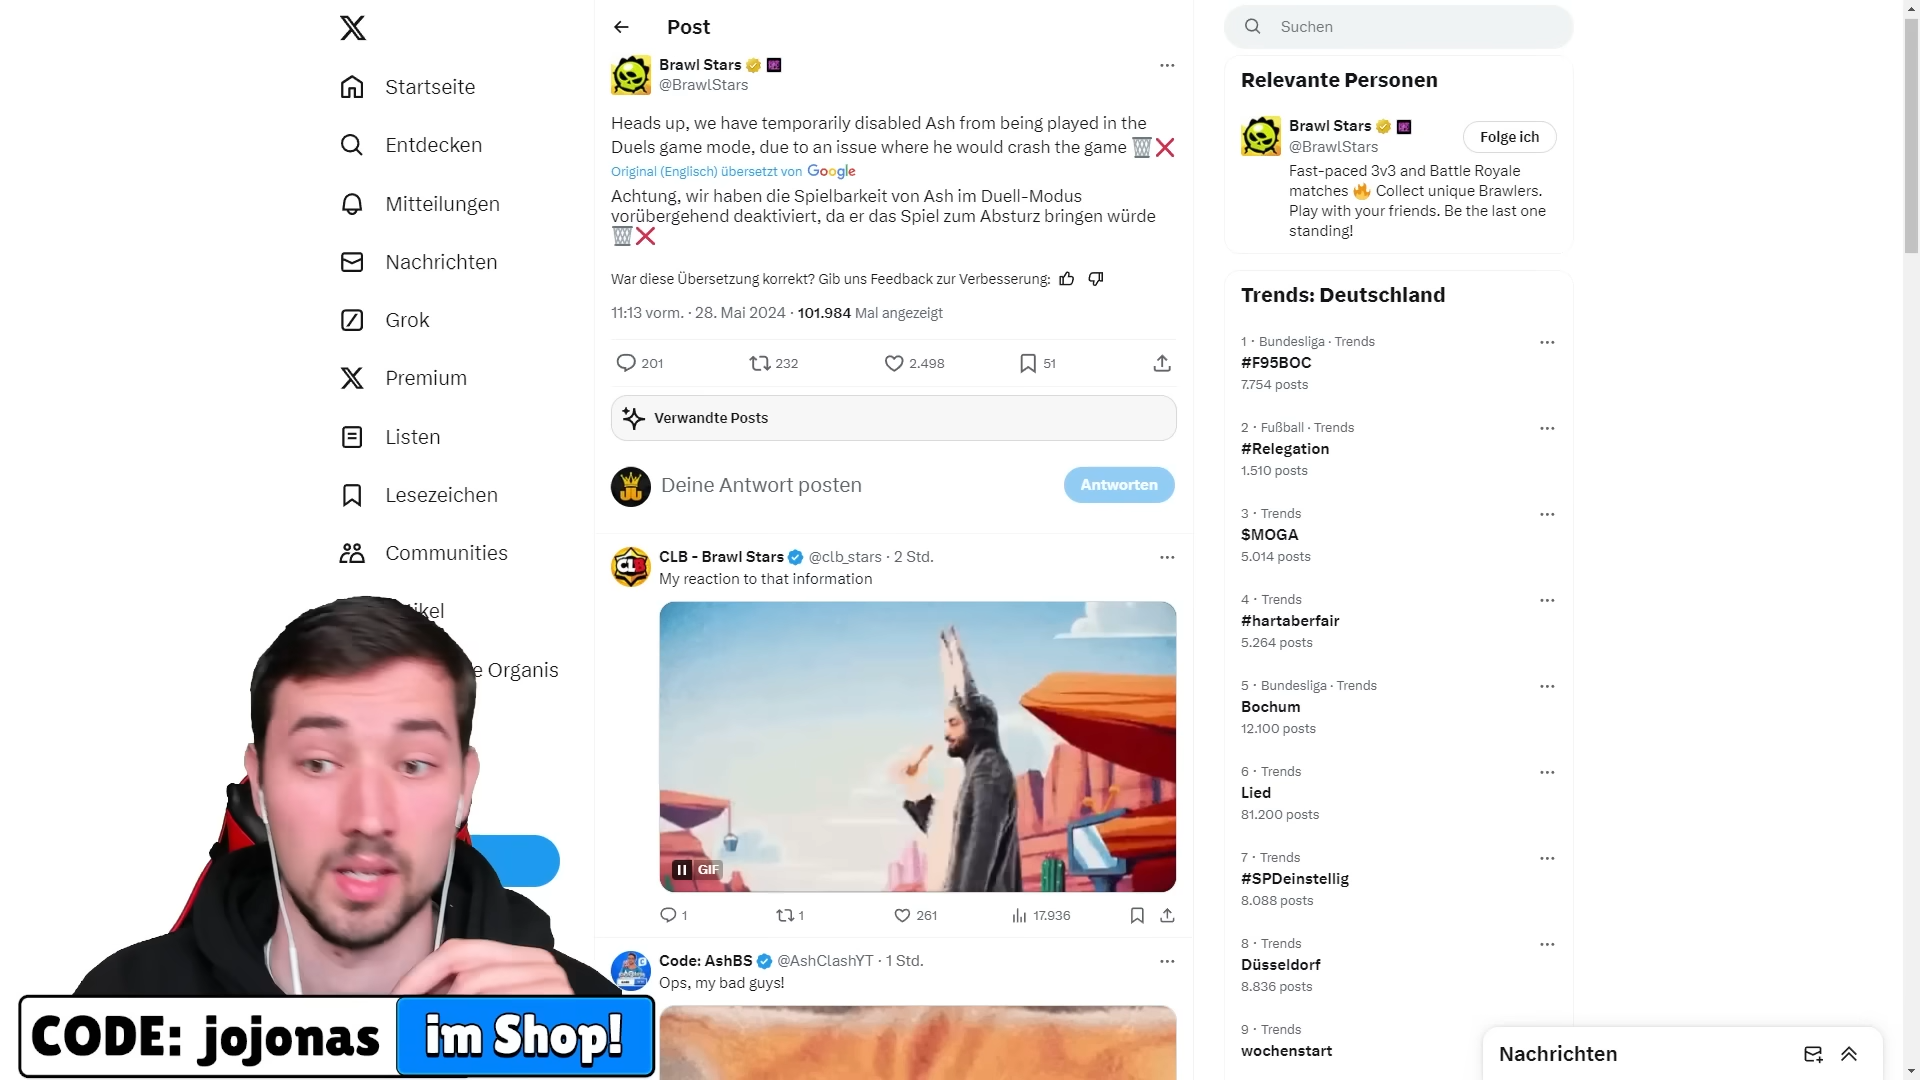 Startseite
Entdecken
Mitteilungen
Nachrichten
Grok
Premium
Listen
Lesezeichen
Communities
ikel
e Organis
Post
Brawl Stars
@BrawlStars
Heads up, we have temporarily disabled Ash from being played in the
Duels game mode, due to an issue where he would crash the game 🗑️❌
Original (Englisch) übersetzt von Google
Achtung, wir haben die Spielbarkeit von Ash im Duell-Modus
vorübergehend deaktiviert, da er das Spiel zum Absturz bringen würde
🗑️❌
War diese Übersetzung korrekt? Gib uns Feedback zur Verbesserung:
11:13 vorm. · 28. Mai 2024 · 101.984 Mal angezeigt
201 232 2.498 51
Verwandte Posts
Deine Antwort posten
Antworten
CLB - Brawl Stars @clb_stars · 2 Std.
My reaction to that information
GIF
1 1 261 17.936
Code: AshBS @AshClashYT · 1 Std.
Ops, my bad guys!
Suchen
Relevante Personen
Brawl Stars
@BrawlStars
Folge ich
Fast-paced 3v3 and Battle Royale
matches 🔥 Collect unique Brawlers.
Play with your friends. Be the last one
standing!
Trends: Deutschland
1 · Bundesliga · Trends
#F95BOC
7.754 posts
2 · Fußball · Trends
#Relegation
1.510 posts
3 · Trends
$MOGA
5.014 posts
4 · Trends
#hartaberfair
5.264 posts
5 · Bundesliga · Trends
Bochum
12.100 posts
6 · Trends
Lied
81.200 posts
7 · Trends
#SPDeinstellig
8.088 posts
8 · Trends
Düsseldorf
8.836 posts
9 · Trends
wochenstart
Nachrichten
CODE: jojonas im Shop!